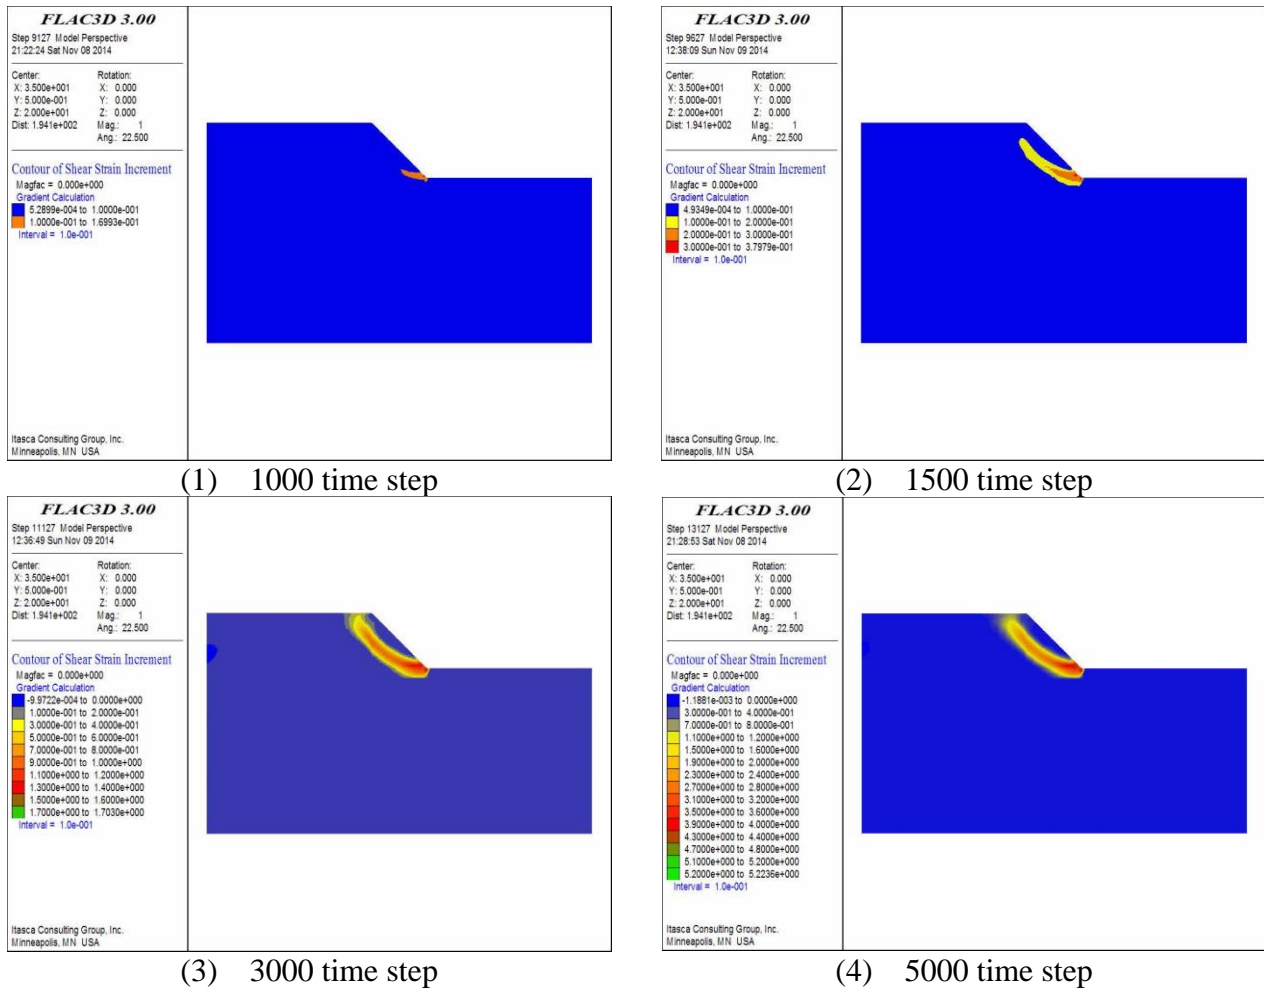 FLAC3D 3.00
Step 9127 Model Perspective
21:22:24 Sat Nov 08 2014
Center: Rotation:
X: 3.500e+001 X: 0.000
Y: 5.000e-001 Y: 0.000
Z: 2.000e+001 Z: 0.000
Dist: 1.941e+002 Mag.: 1
Ang.: 22.500
Contour of Shear Strain Increment
Magfac = 0.000e+000
Gradient Calculation
5.2899e-004 to 1.0000e-001
1.0000e-001 to 1.6993e-001
Interval = 1.0e-001
Itasca Consulting Group, Inc.
Minneapolis, MN USA
(1) 1000 time step
FLAC3D 3.00
Step 9627 Model Perspective
12:38:09 Sun Nov 09 2014
Center: Rotation:
X: 3.500e+001 X: 0.000
Y: 5.000e-001 Y: 0.000
Z: 2.000e+001 Z: 0.000
Dist: 1.941e+002 Mag.: 1
Ang.: 22.500
Contour of Shear Strain Increment
Magfac = 0.000e+000
Gradient Calculation
4.9349e-004 to 1.0000e-001
1.0000e-001 to 2.0000e-001
2.0000e-001 to 3.0000e-001
3.0000e-001 to 3.7979e-001
Interval = 1.0e-001
Itasca Consulting Group, Inc.
Minneapolis, MN USA
(2) 1500 time step
FLAC3D 3.00
Step 11127 Model Perspective
12:36:49 Sun Nov 09 2014
Center: Rotation:
X: 3.500e+001 X: 0.000
Y: 5.000e-001 Y: 0.000
Z: 2.000e+001 Z: 0.000
Dist: 1.941e+002 Mag.: 1
Ang.: 22.500
Contour of Shear Strain Increment
Magfac = 0.000e+000
Gradient Calculation
-9.9722e-004 to 0.0000e+000
1.0000e-001 to 2.0000e-001
3.0000e-001 to 4.0000e-001
5.0000e-001 to 6.0000e-001
7.0000e-001 to 8.0000e-001
9.0000e-001 to 1.0000e+000
1.1000e+000 to 1.2000e+000
1.3000e+000 to 1.4000e+000
1.5000e+000 to 1.6000e+000
1.7000e+000 to 1.7030e+000
Interval = 1.0e-001
Itasca Consulting Group, Inc.
Minneapolis, MN USA
(3) 3000 time step
FLAC3D 3.00
Step 13127 Model Perspective
21:28:53 Sat Nov 08 2014
Center: Rotation:
X: 3.500e+001 X: 0.000
Y: 5.000e-001 Y: 0.000
Z: 2.000e+001 Z: 0.000
Dist: 1.941e+002 Mag.: 1
Ang.: 22.500
Contour of Shear Strain Increment
Magfac = 0.000e+000
Gradient Calculation
-1.1881e-003 to 0.0000e+000
3.0000e-001 to 4.0000e-001
7.0000e-001 to 8.0000e-001
1.1000e+000 to 1.2000e+000
1.5000e+000 to 1.6000e+000
1.9000e+000 to 2.0000e+000
2.3000e+000 to 2.4000e+000
2.7000e+000 to 2.8000e+000
3.1000e+000 to 3.2000e+000
3.5000e+000 to 3.6000e+000
3.9000e+000 to 4.0000e+000
4.3000e+000 to 4.4000e+000
4.7000e+000 to 4.8000e+000
5.1000e+000 to 5.2000e+000
5.2000e+000 to 5.2236e+000
Interval = 1.0e-001
Itasca Consulting Group, Inc.
Minneapolis, MN USA
(4) 5000 time step